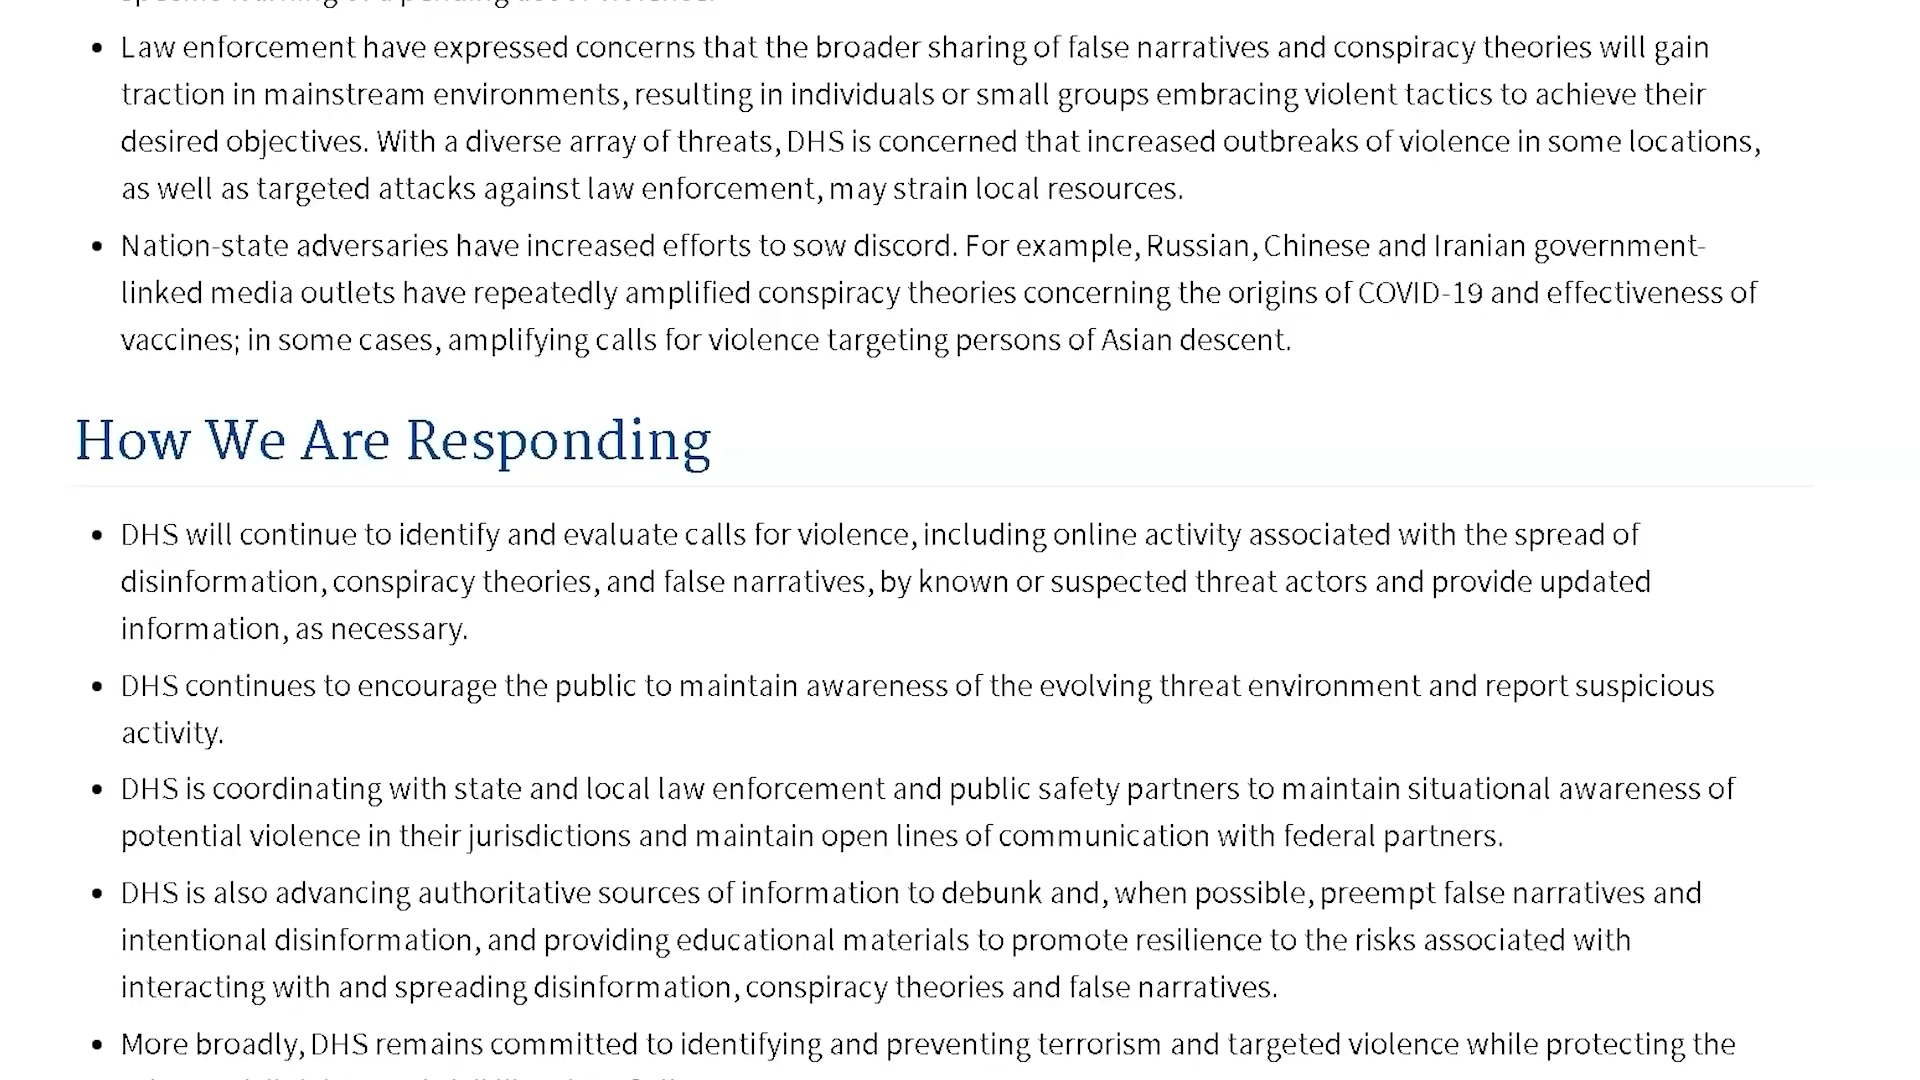 Law enforcement have expressed concerns that the broader sharing of false narratives and conspiracy theories will gain
traction in mainstream environments, resulting in individuals or small groups embracing violent tactics to achieve their
desired objectives. With a diverse array of threats, DHS is concerned that increased outbreaks of violence in some locations,
as well as targeted attacks against law enforcement, may strain local resources.
Nation-state adversaries have increased efforts to sow discord. For example, Russian, Chinese and Iranian government-
linked media outlets have repeatedly amplified conspiracy theories concerning the origins of COVID-19 and effectiveness of
vaccines; in some cases, amplifying calls for violence targeting persons of Asian descent.
How We Are Responding
DHS will continue to identify and evaluate calls for violence, including online activity associated with the spread of
disinformation, conspiracy theories, and false narratives, by known or suspected threat actors and provide updated
information, as necessary.
DHS continues to encourage the public to maintain awareness of the evolving threat environment and report suspicious
activity.
DHS is coordinating with state and local law enforcement and public safety partners to maintain situational awareness of
potential violence in their jurisdictions and maintain open lines of communication with federal partners.
DHS is also advancing authoritative sources of information to debunk and, when possible, preempt false narratives and
intentional disinformation, and providing educational materials to promote resilience to the risks associated with
interacting with and spreading disinformation, conspiracy theories and false narratives.
More broadly, DHS remains committed to identifying and preventing terrorism and targeted violence while protecting the